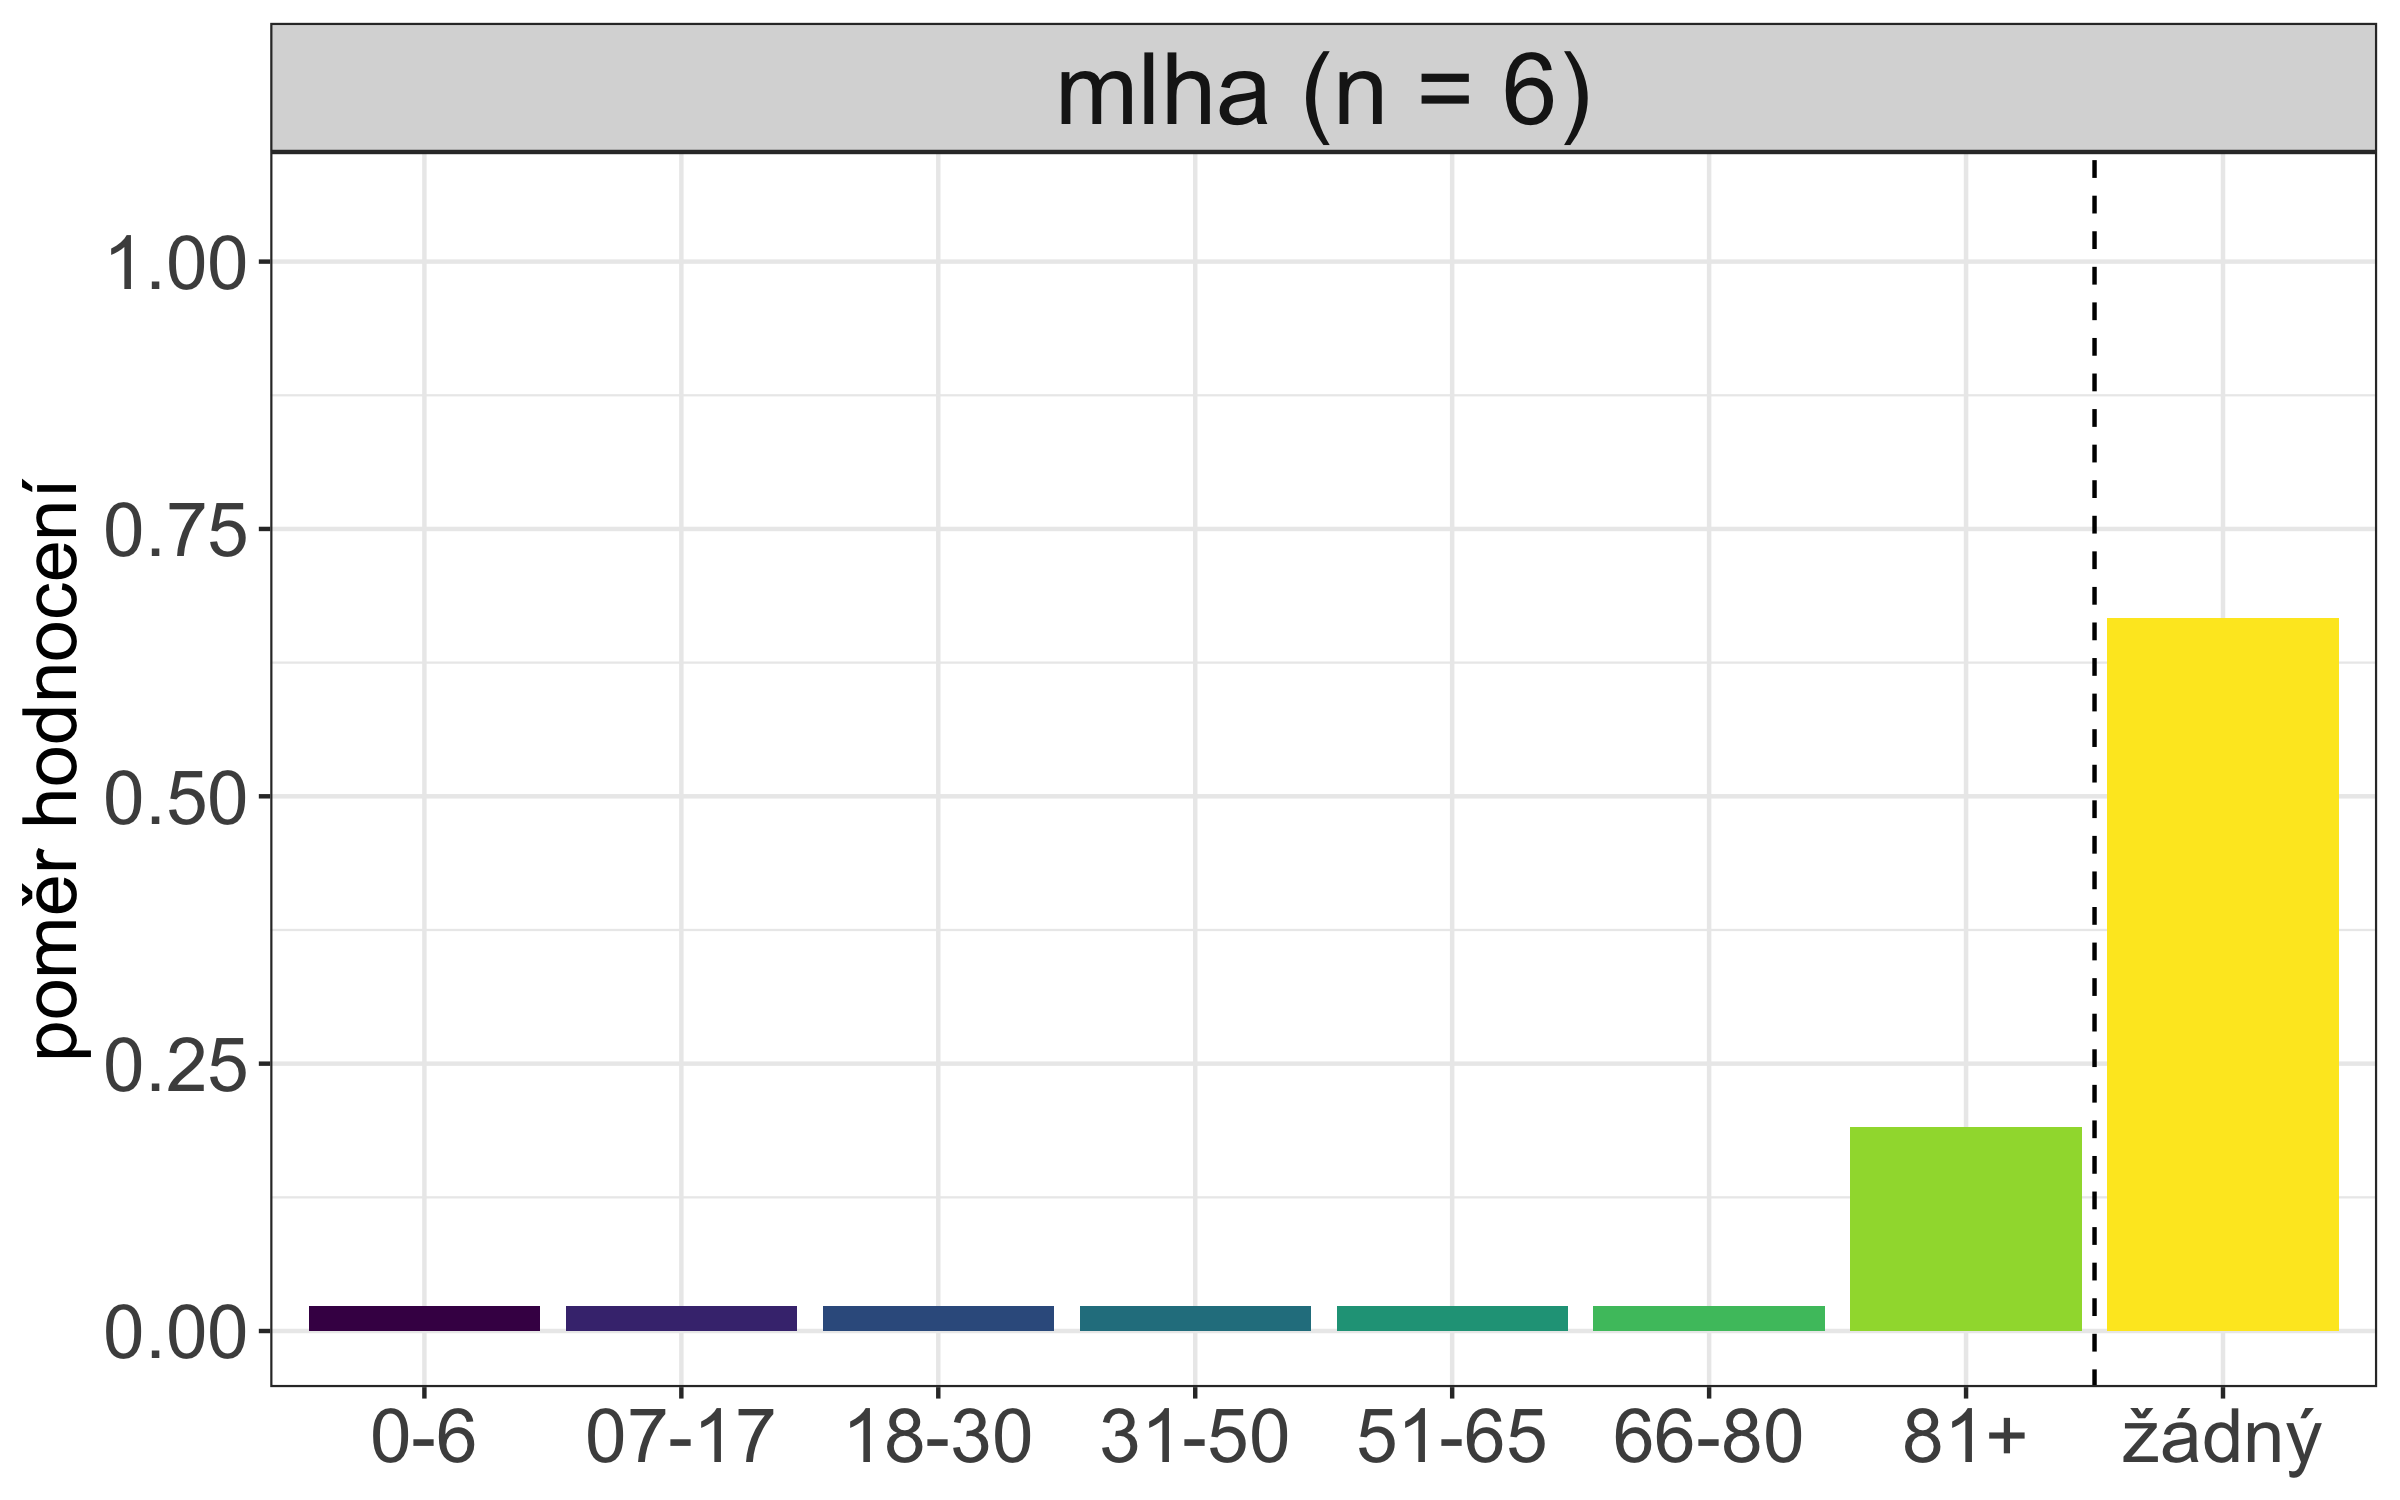 mlha (n = 6)
poměr hodnocení
1.00
0.75
0.50
0.25
0.00
0-6 07-17 18-30 31-50 51-65 66-80 81+ žádný